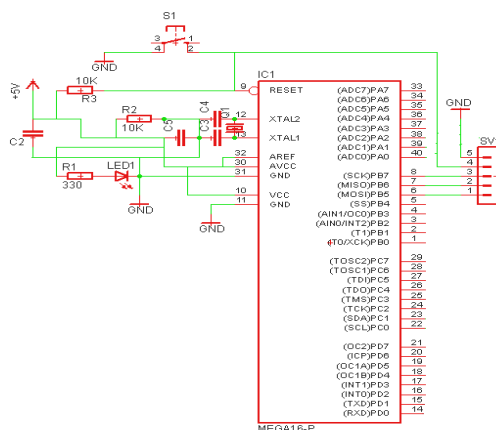 S1
3 1
4 2
GND
IC1
+5V
10K
R3
9 RESET
(ADC7)PA7 33
(ADC6)PA6 34
(ADC5)PA5 35
(ADC4)PA4 36
(ADC3)PA3 37
(ADC2)PA2 38
(ADC1)PA1 39
(ADC0)PA0 40
GND
SV
R2
10K
C4
Q1
C5
C3
12 XTAL2
13 XTAL1
C2
32 AREF
30 AVCC
31 GND
R1
330
LED1
10 VCC
11 GND
GND
GND
(SCK)PB7 8
(MISO)PB6 7
(MOSI)PB5 6
(SS)PB4 5
(AIN1/OC0)PB3 4
(AIN0/INT2)PB2 3
(T1)PB1 2
(T0/XCK)PB0 1
5
4
3
2
1
(TOSC2)PC7 29
(TOSC1)PC6 28
(TDI)PC5 27
(TDO)PC4 26
(TMS)PC3 25
(TCK)PC2 24
(SDA)PC1 23
(SCL)PC0 22
(OC2)PD7 21
(ICP)PD6 20
(OC1A)PD5 19
(OC1B)PD4 18
(INT1)PD3 17
(INT0)PD2 16
(TXD)PD1 15
(RXD)PD0 14
MEGA16-P